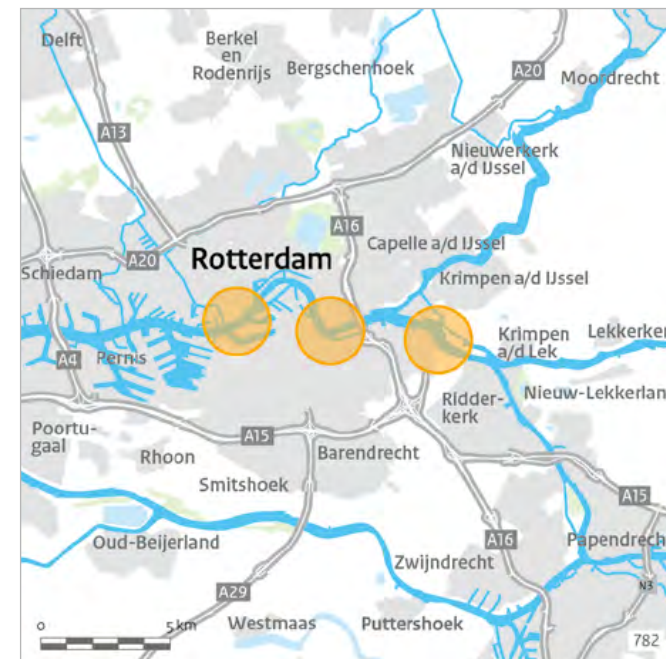 Delft
Berkel
en
Rodenrijs
Bergschenhoek
A20
Moordrecht
A13
Nieuwerkerk
a/d IJssel
A16
Capelle a/d IJssel
Rotterdam
A20
Schiedam
Krimpen a/d IJssel
Krimpen
a/d Lek
Lekkerker
A4
Pernis
Nieuw-Lekkerland
Ridder-
kerk
Poortu-
gaal
A15
Rhoon
Barendrecht
Smitshoek
A15
Oud-Beijerland
A16
Papendrech
Zwijndrecht
A29
N3
0
5 km
Westmaas
Puttershoek
782